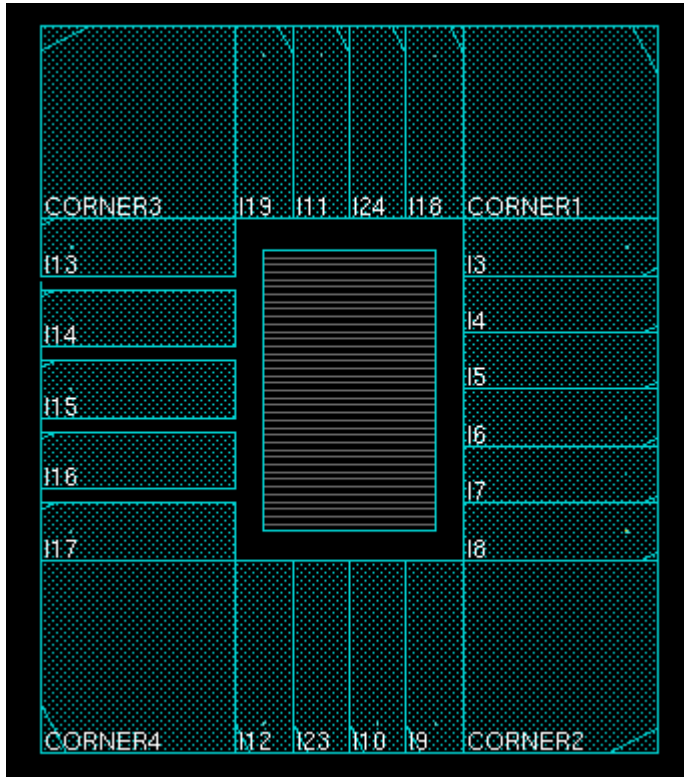 CORNER3 I19 I11 I24 I18 CORNER1
I13 I3
I14 I4
I15 I5
I16 I6
I7
I17 I8
CORNER4 I12 I23 I10 I9 CORNER2